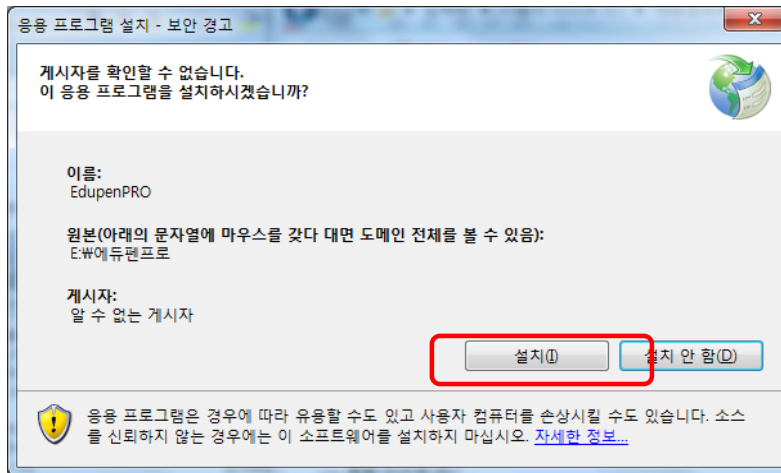 응용 프로그램 설치 - 보안 경고
게시자를 확인할 수 없습니다.
이 응용 프로그램을 설치하시겠습니까?
이름:
EdupenPRO
원본(아래의 문자열에 마우스를 갖다 대면 도메인 전체를 볼 수 있음):
E:₩에듀펜프로
게시자:
알 수 없는 게시자
설치(I) 설치 안 함(D)
응용 프로그램은 경우에 따라 유용할 수도 있고 사용자 컴퓨터를 손상시킬 수도 있습니다. 소스
를 신뢰하지 않는 경우에는 이 소프트웨어를 설치하지 마십시오. 자세한 정보...